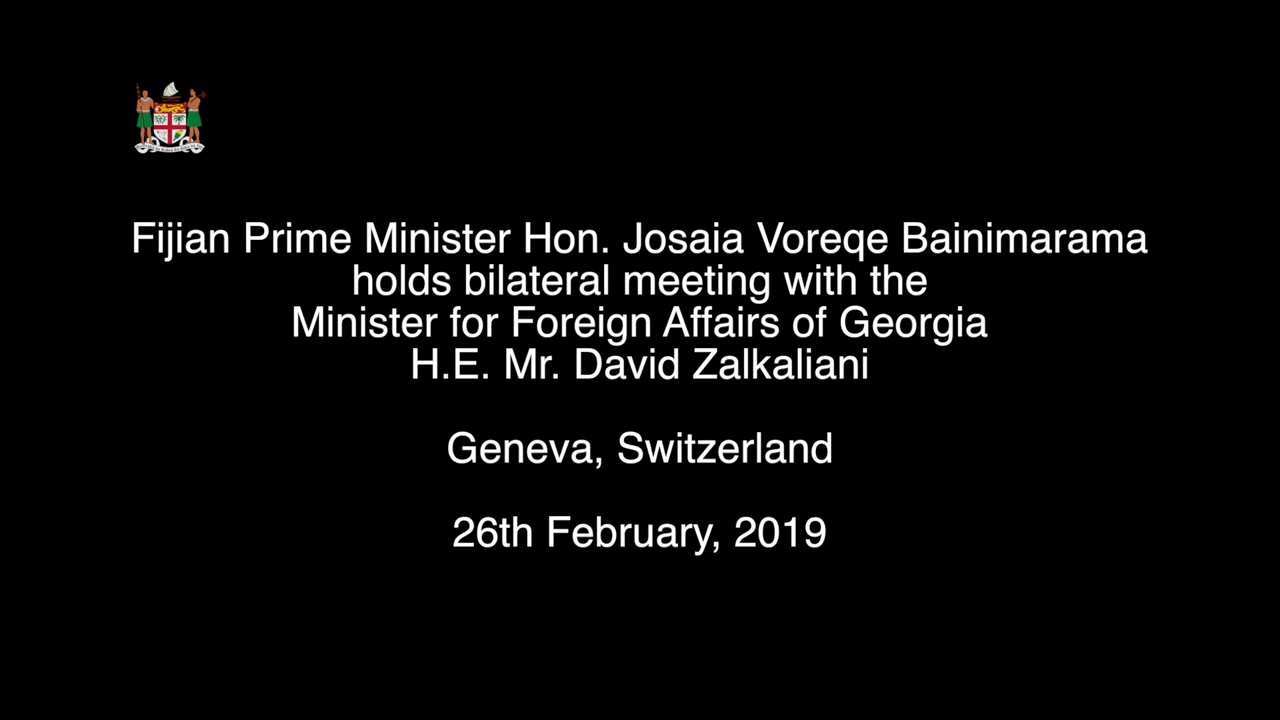 Fijian Prime Minister Hon. Josaia Voreqe Bainimarama
holds bilateral meeting with the
Minister for Foreign Affairs of Georgia
H.E. Mr. David Zalkaliani
Geneva, Switzerland
26th February, 2019